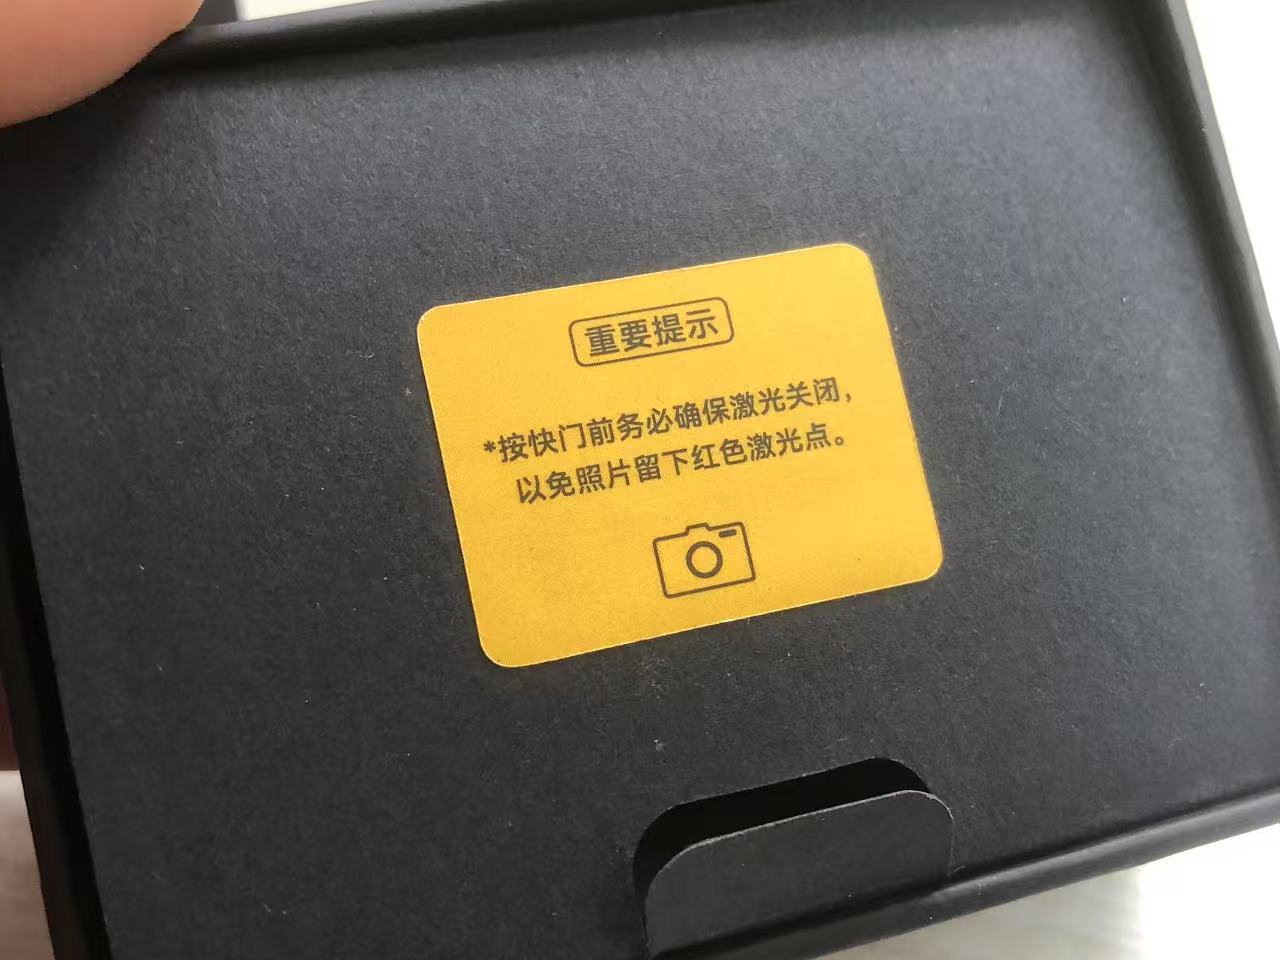 重要提示
*按快门前务必确保激光关闭，
以免照片留下红色激光点。